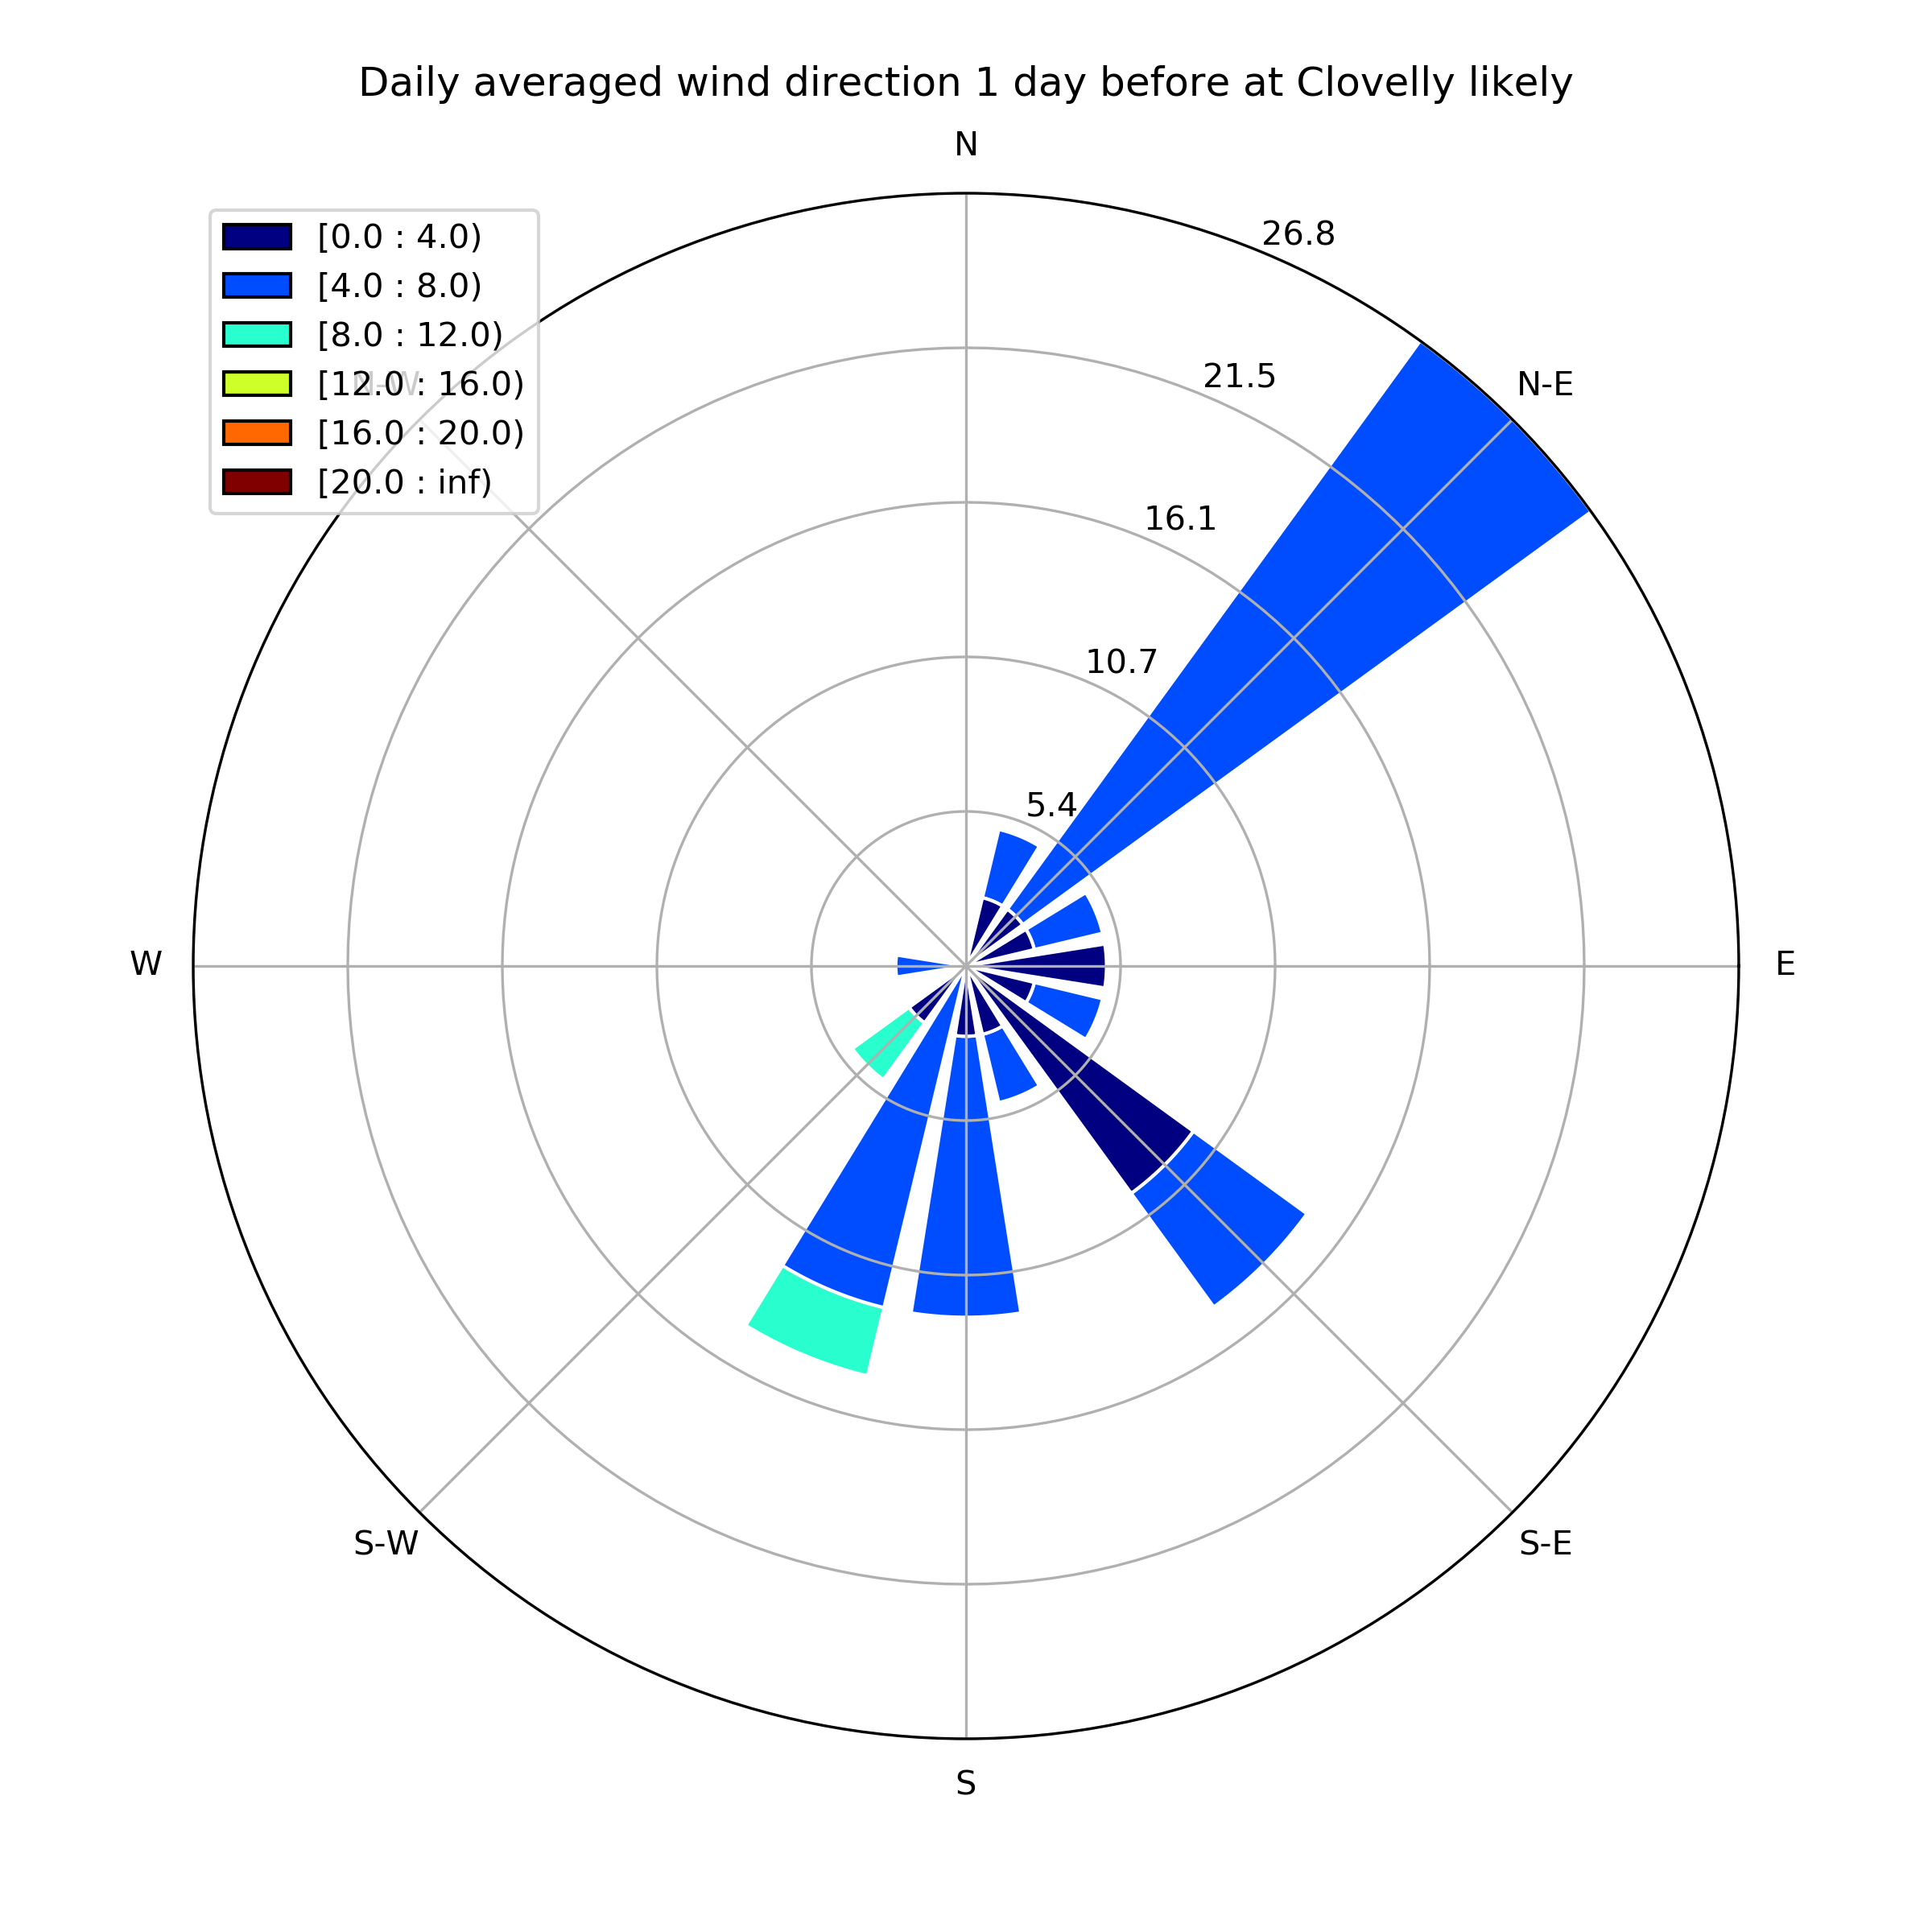 Daily averaged wind direction 1 day before at Clovelly likely
N
26.8
[0.0 : 4.0)
[4.0 : 8.0)
[8.0 : 12.0)
[12.0 : 16.0)
[16.0 : 20.0)
[20.0 : inf)
N-W
21.5
N-E
16.1
10.7
5.4
W
E
S-W
S-E
S